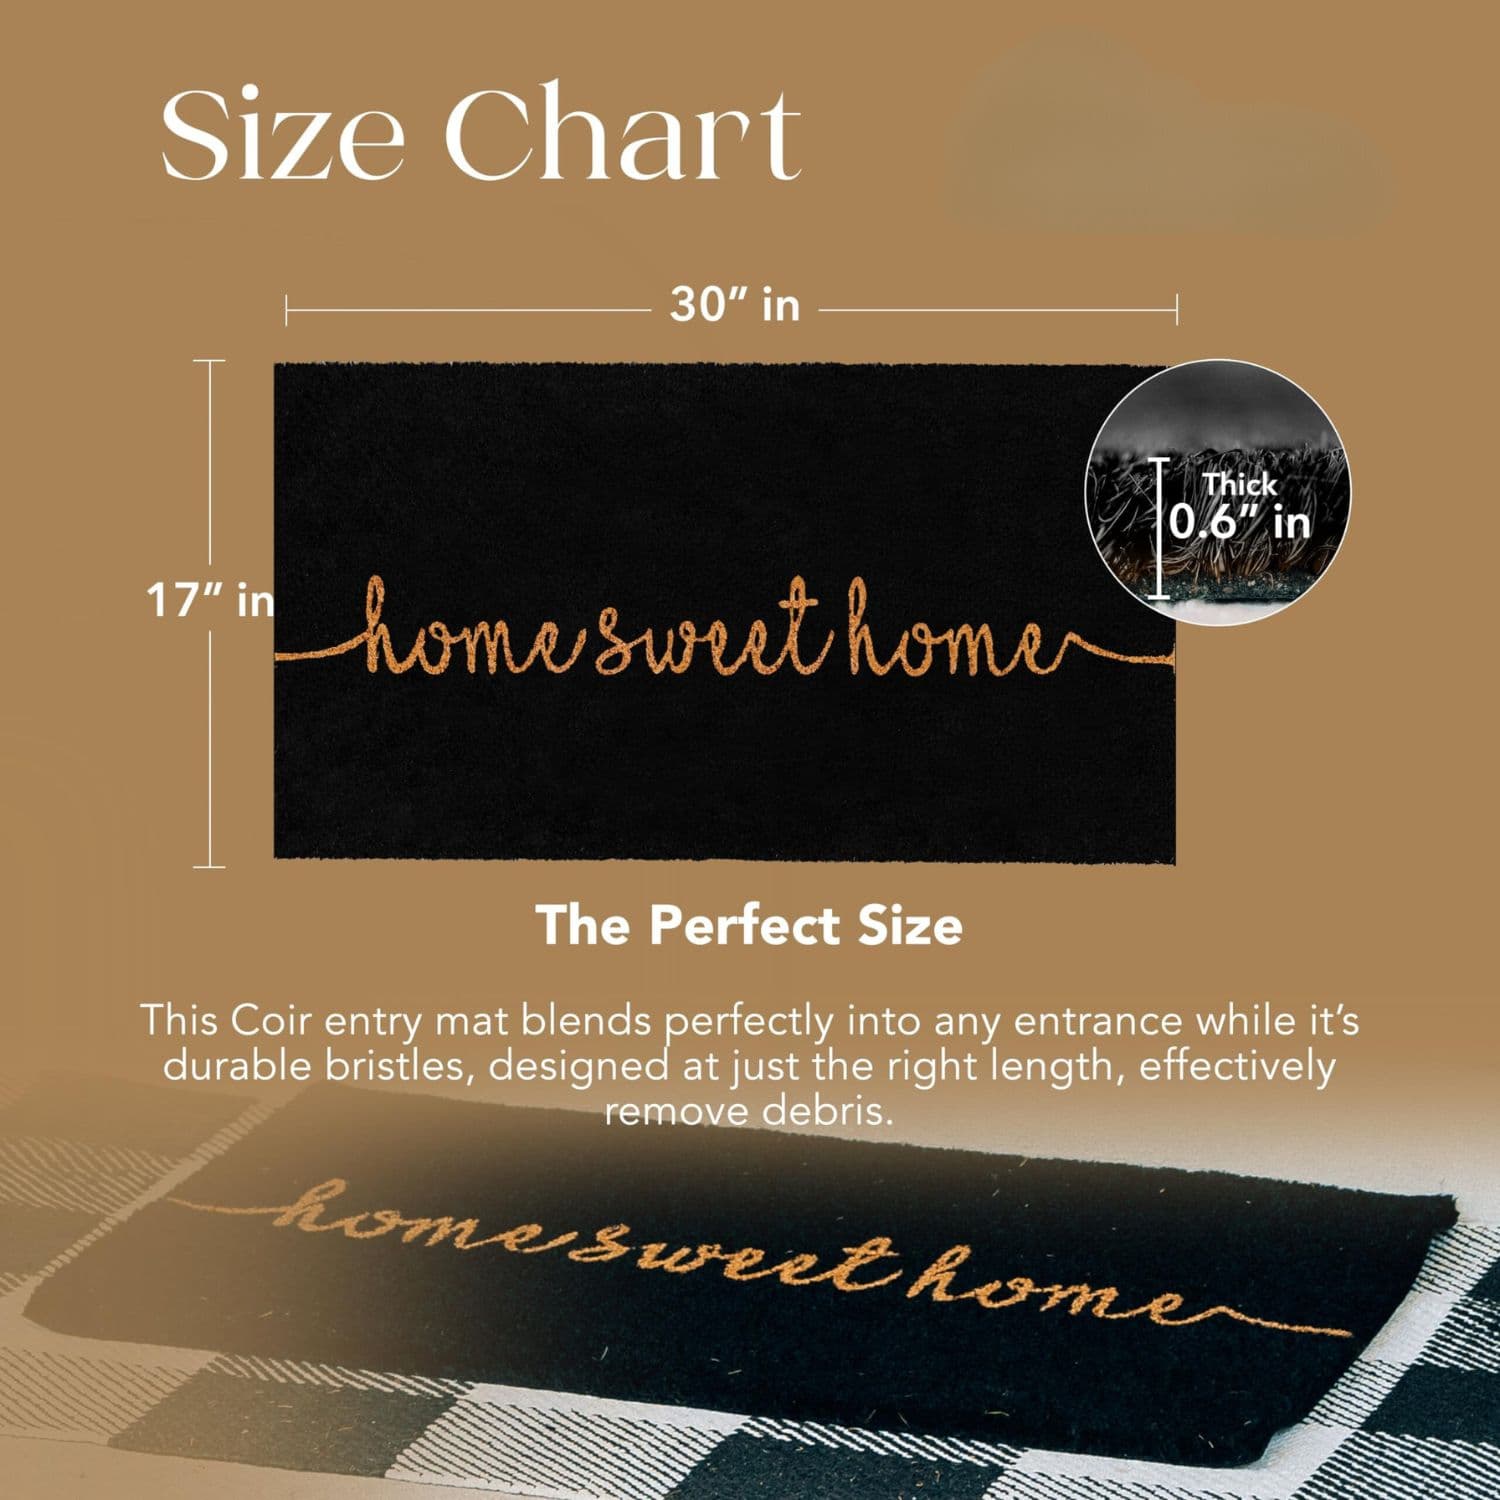 Size Chart
30” in
Thick
0.6” in
17” in
home sweet home
The Perfect Size
This Coir entry mat blends perfectly into any entrance while it’s
durable bristles, designed at just the right length, effectively
remove debris.
home sweet home